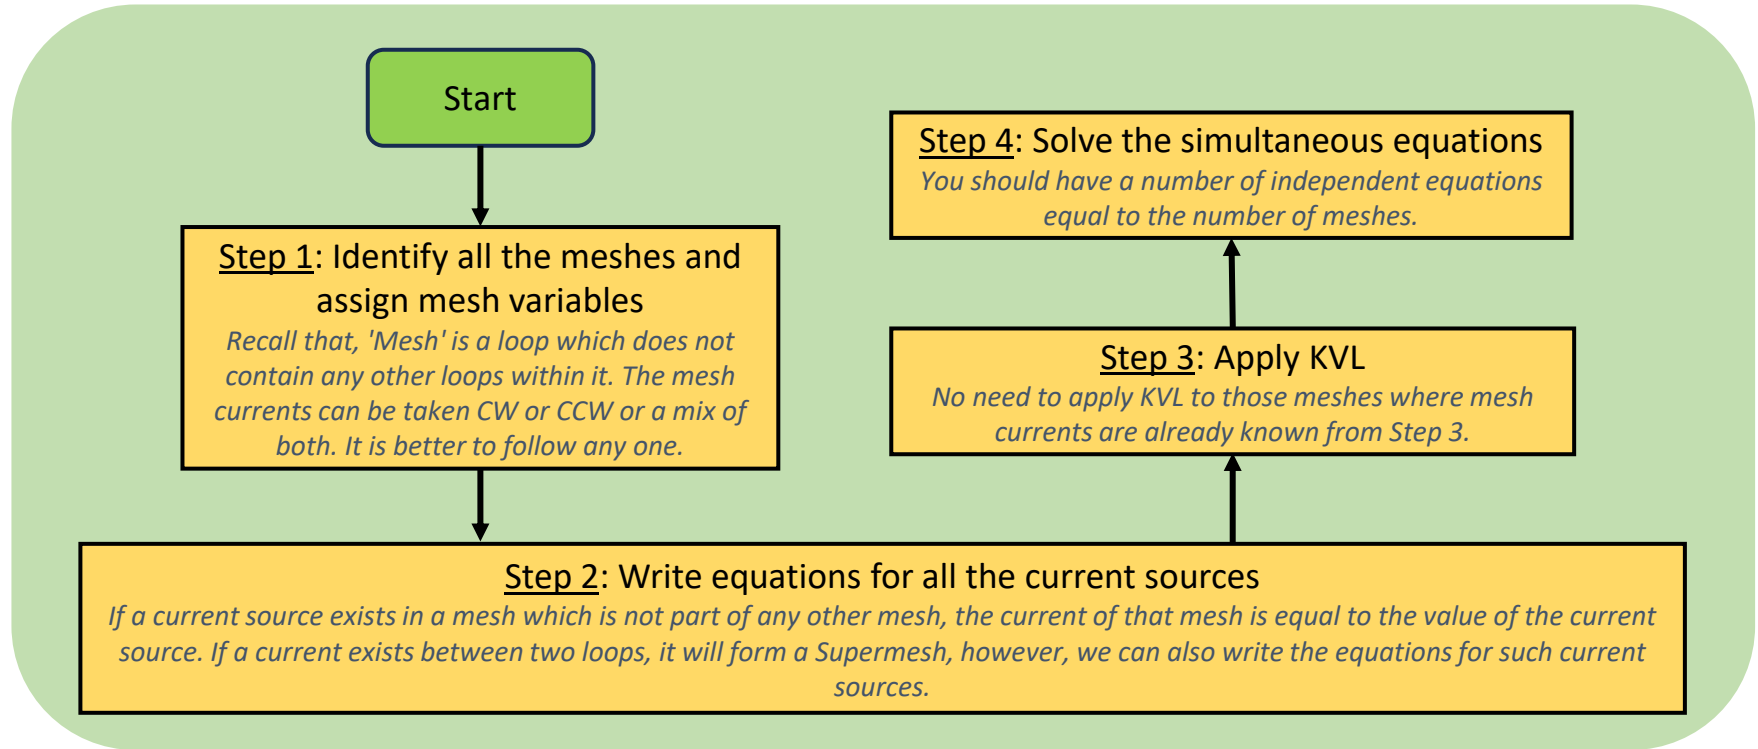 Start
Step 1: Identify all the meshes and
assign mesh variables
Recall that, 'Mesh' is a loop which does not
contain any other loops within it. The mesh
currents can be taken CW or CCW or a mix of
both. It is better to follow any one.
Step 2: Write equations for all the current sources
If a current source exists in a mesh which is not part of any other mesh, the current of that mesh is equal to the value of the current
source. If a current exists between two loops, it will form a Supermesh, however, we can also write the equations for such current
sources.
Step 3: Apply KVL
No need to apply KVL to those meshes where mesh
currents are already known from Step 3.
Step 4: Solve the simultaneous equations
You should have a number of independent equations
equal to the number of meshes.